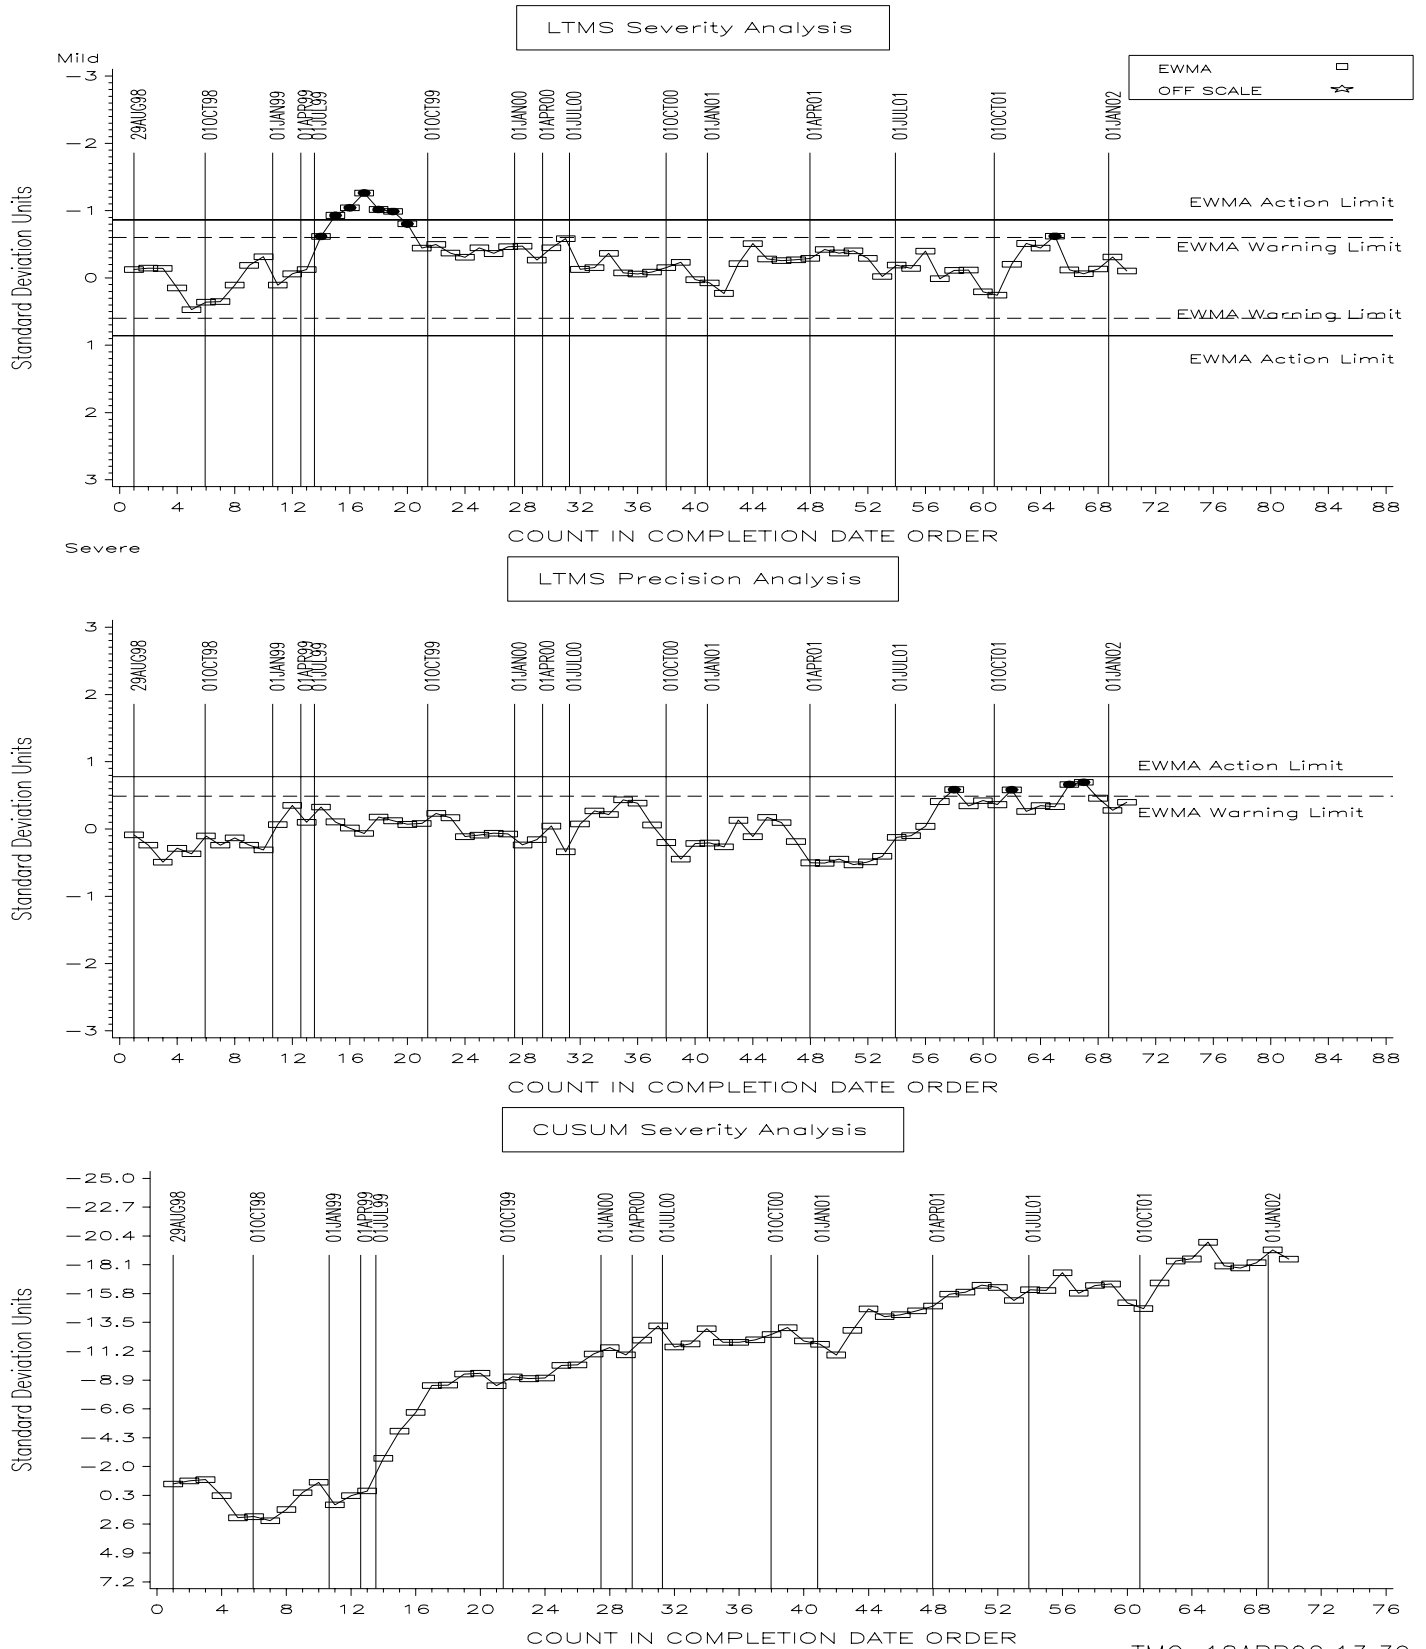 LTMS Severity Analysis
Mild
EWMA
OFF SCALE
−3
−2
−1
0
1
2
3
Standard Deviation Units
29AUG98
01OCT98
01JAN99
01APR99
01JUL99
01OCT99
01JAN00
01APR00
01JUL00
01OCT00
01JAN01
01APR01
01JUL01
01OCT01
01JAN02
EWMA Action Limit
EWMA Warning Limit
EWMA Warning Limit
EWMA Action Limit
0 4 8 12 16 20 24 28 32 36 40 44 48 52 56 60 64 68 72 76 80 84 88
COUNT IN COMPLETION DATE ORDER
Severe
LTMS Precision Analysis
3
2
1
0
−1
−2
−3
Standard Deviation Units
29AUG98
01OCT98
01JAN99
01APR99
01JUL99
01OCT99
01JAN00
01APR00
01JUL00
01OCT00
01JAN01
01APR01
01JUL01
01OCT01
01JAN02
EWMA Action Limit
EWMA Warning Limit
0 4 8 12 16 20 24 28 32 36 40 44 48 52 56 60 64 68 72 76 80 84 88
COUNT IN COMPLETION DATE ORDER
CUSUM Severity Analysis
−25.0
−22.7
−20.4
−18.1
−15.8
−13.5
−11.2
−8.9
−6.6
−4.3
−2.0
0.3
2.6
4.9
7.2
Standard Deviation Units
29AUG98
01OCT98
01JAN99
01APR99
01JUL99
01OCT99
01JAN00
01APR00
01JUL00
01OCT00
01JAN01
01APR01
01JUL01
01OCT01
01JAN02
0 4 8 12 16 20 24 28 32 36 40 44 48 52 56 60 64 68 72 76
COUNT IN COMPLETION DATE ORDER